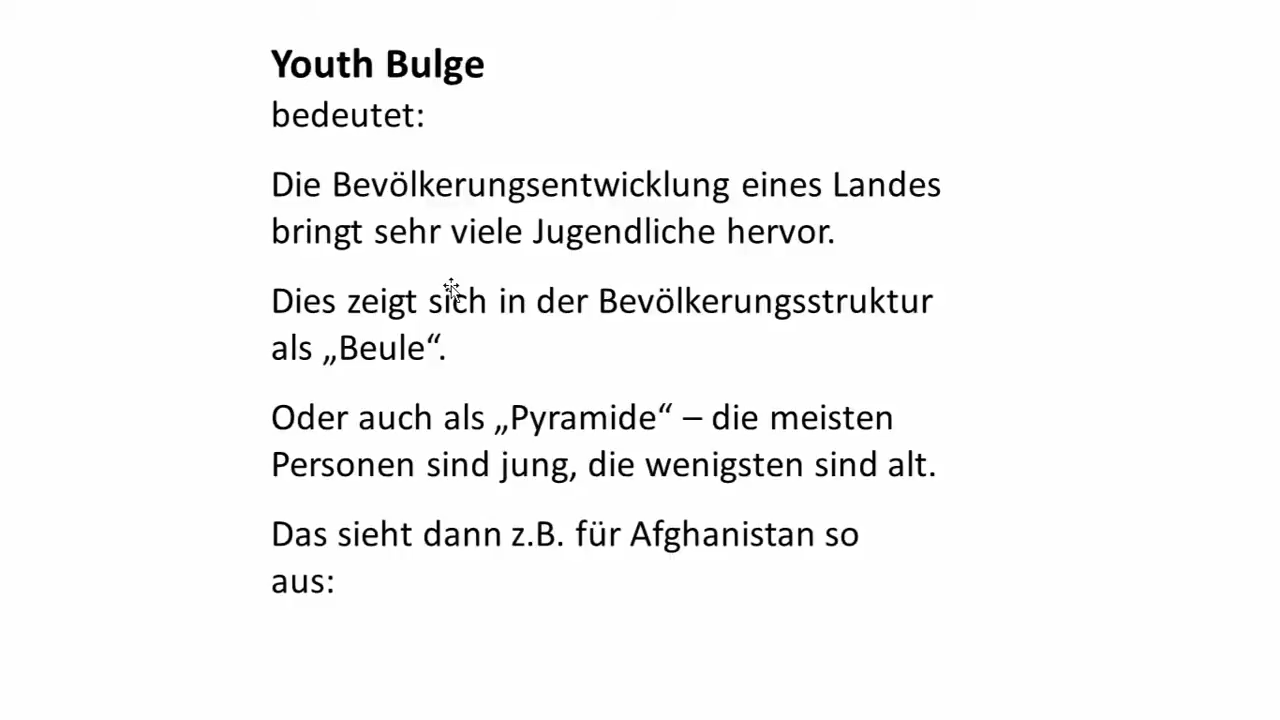 Youth Bulge
bedeutet:
Die Bevölkerungsentwicklung eines Landes
bringt sehr viele Jugendliche hervor.
Dies zeigt sich in der Bevölkerungsstruktur
als „Beule“.
Oder auch als „Pyramide“ – die meisten
Personen sind jung, die wenigsten sind alt.
Das sieht dann z.B. für Afghanistan so
aus: